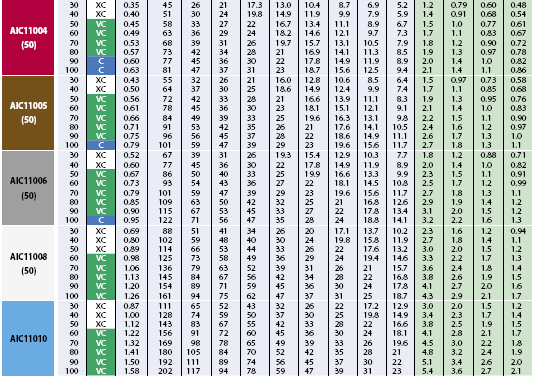 30 XC 0.35 45 26 21 17.3 13.0 10.4 8.7 6.9 5.2 1.2 0.79 0.60 0.48
40 XC 0.40 51 30 24 19.8 14.9 11.9 9.9 7.9 5.9 1.4 0.91 0.68 0.54
AIC11004 50 VC 0.45 58 33 27 22 16.7 13.4 11.1 8.9 6.7 1.5 1.0 0.77 0.61
(50) 60 VC 0.49 63 36 29 24 18.2 14.6 12.1 9.7 7.3 1.7 1.1 0.83 0.67
70 VC 0.53 68 39 31 26 19.7 15.7 13.1 10.5 7.9 1.8 1.2 0.90 0.72
80 VC 0.57 73 42 34 28 21 16.9 14.1 11.3 8.5 1.9 1.3 0.97 0.78
90 C 0.60 77 45 36 30 22 17.8 14.9 11.9 8.9 2.0 1.4 1.0 0.82
100 C 0.63 81 47 37 31 23 18.7 15.6 12.5 9.4 2.1 1.4 1.1 0.86
30 XC 0.43 55 32 26 21 16.0 12.8 10.6 8.5 6.4 1.5 0.97 0.73 0.58
40 XC 0.50 64 37 30 25 18.6 14.9 12.4 9.9 7.4 1.7 1.1 0.85 0.68
50 VC 0.56 72 42 33 28 21 16.6 13.9 11.1 8.3 1.9 1.3 0.95 0.76
AIC11005 60 VC 0.61 78 45 36 30 23 18.1 15.1 12.1 9.1 2.1 1.4 1.0 0.83
(50) 70 VC 0.66 84 49 39 33 25 19.6 16.3 13.1 9.8 2.2 1.5 1.1 0.90
80 VC 0.71 91 53 42 35 26 21 17.6 14.1 10.5 2.4 1.6 1.2 0.97
90 VC 0.75 96 56 45 37 28 22 18.6 14.9 11.1 2.6 1.7 1.3 1.0
100 C 0.79 101 59 47 39 29 23 19.6 15.6 11.7 2.7 1.8 1.3 1.1
30 XC 0.52 67 39 31 26 19.3 15.4 12.9 10.3 7.7 1.8 1.2 0.88 0.71
40 XC 0.60 77 45 36 30 22 17.8 14.9 11.9 8.9 2.0 1.4 1.0 0.82
50 VC 0.67 86 50 40 33 25 19.9 16.6 13.3 9.9 2.3 1.5 1.1 0.91
AIC11006 60 VC 0.73 93 54 43 36 27 22 18.1 14.5 10.8 2.5 1.7 1.2 0.99
(50) 70 VC 0.79 101 59 47 39 29 23 19.6 15.6 11.7 2.7 1.8 1.3 1.1
80 VC 0.85 109 63 50 42 32 25 21 16.8 12.6 2.9 1.9 1.4 1.2
90 VC 0.90 115 67 53 45 33 27 22 17.8 13.4 3.1 2.0 1.5 1.2
100 C 0.95 122 71 56 47 35 28 24 18.8 14.1 3.2 2.2 1.6 1.3
30 XC 0.69 88 51 41 34 26 20 17.1 13.7 10.2 2.3 1.6 1.2 0.94
40 XC 0.80 102 59 48 40 30 24 19.8 15.8 11.9 2.7 1.8 1.4 1.1
50 XC 0.89 114 66 53 44 33 26 22 17.6 13.2 3.0 2.0 1.5 1.2
AIC11008 60 VC 0.98 125 73 58 49 36 29 24 19.4 14.6 3.3 2.2 1.7 1.3
(50) 70 VC 1.06 136 79 63 52 39 31 26 21 15.7 3.6 2.4 1.8 1.4
80 VC 1.13 145 84 67 56 42 34 28 22 16.8 3.8 2.6 1.9 1.5
90 VC 1.20 154 89 71 59 45 36 30 24 17.8 4.1 2.7 2.0 1.6
100 VC 1.26 161 94 75 62 47 37 31 25 18.7 4.3 2.9 2.1 1.7
30 XC 0.87 111 65 52 43 32 26 22 17.2 12.9 3.0 2.0 1.5 1.2
40 XC 1.00 128 74 59 50 37 30 25 19.8 14.9 3.4 2.3 1.7 1.4
50 XC 1.12 143 83 67 55 42 33 28 22 16.6 3.8 2.5 1.9 1.5
AIC11010 60 VC 1.22 156 91 72 60 45 36 30 24 18.1 4.1 2.8 2.1 1.7
70 VC 1.32 169 98 78 65 49 39 33 26 19.6 4.5 3.0 2.2 1.8
80 VC 1.41 180 105 84 70 52 42 35 28 21 4.8 3.2 2.4 1.9
90 VC 1.50 192 111 89 74 56 45 37 30 22 5.1 3.4 2.6 2.0
100 VC 1.58 202 117 94 78 59 47 39 31 23 5.4 3.6 2.7 2.1